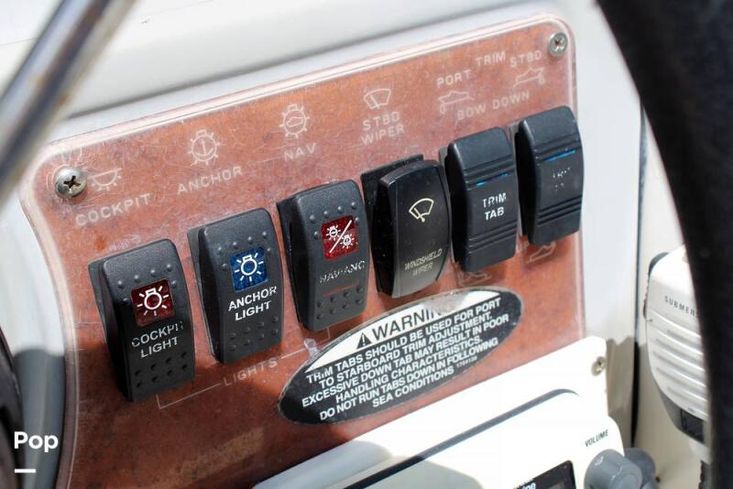 COCKPIT
ANCHOR
NAV
STBD
WIPER
PORT TRIM STBD
BOW DOWN
COCKPIT
LIGHT
ANCHOR
LIGHT
NAV/ANC
WINDSHIELD
WIPER
TRIM
TAB
LIGHTS
WARNING
TRIM TABS SHOULD BE USED FOR PORT
TO STARBOARD TRIM ADJUSTMENT.
EXCESSIVE DOWN TAB MAY RESULT IN POOR
HANDLING CHARACTERISTICS.
DO NOT RUN TABS DOWN IN FOLLOWING
SEA CONDITIONS
VOLUME
Pop